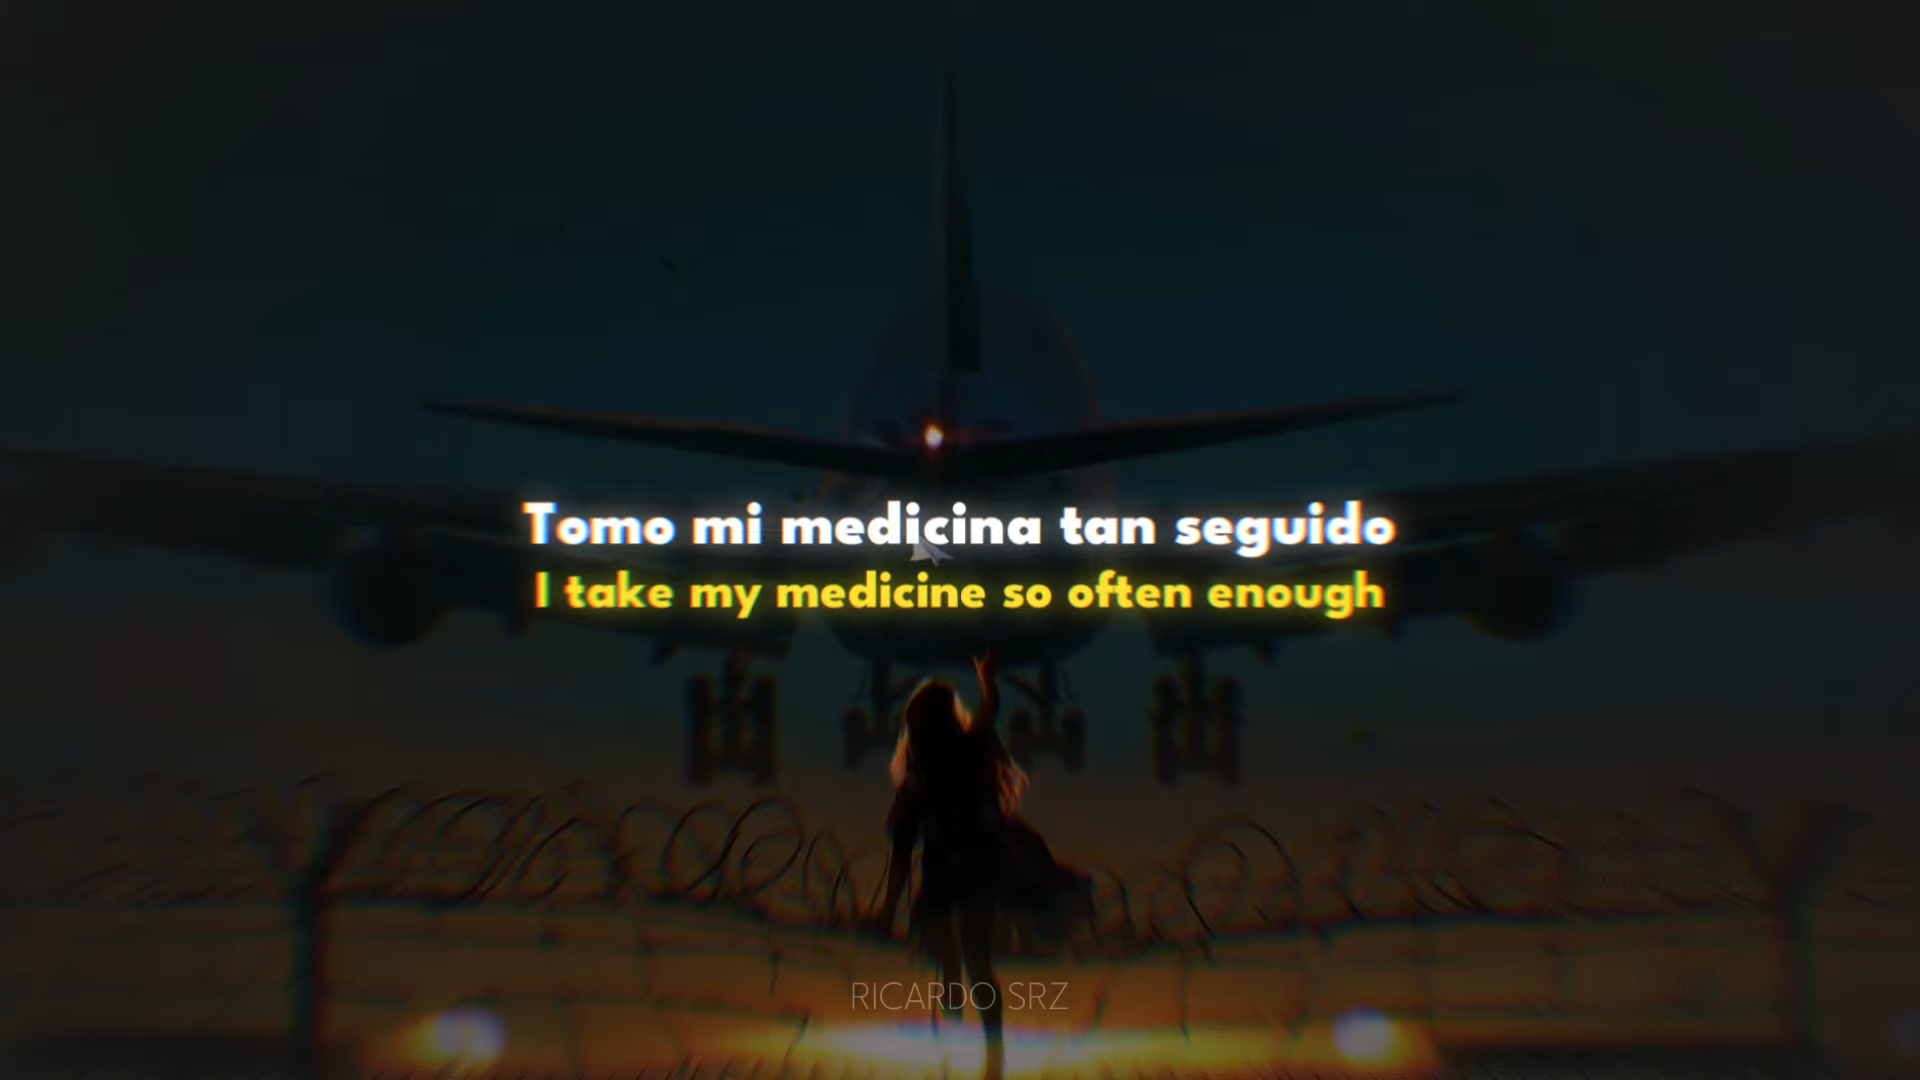 Tomo mi medicina tan seguido
I take my medicine so often enough
RICARDO SRZ